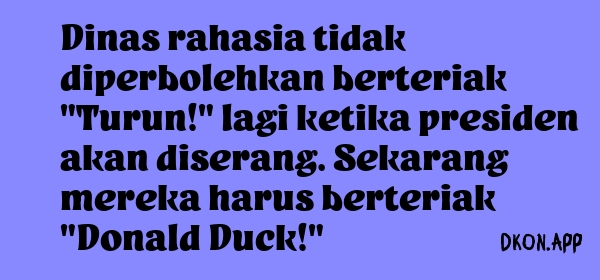 Dinas rahasia tidak
diperbolehkan berteriak
"Turun!" lagi ketika presiden
akan diserang. Sekarang
mereka harus berteriak
"Donald Duck!"
DKON.APP